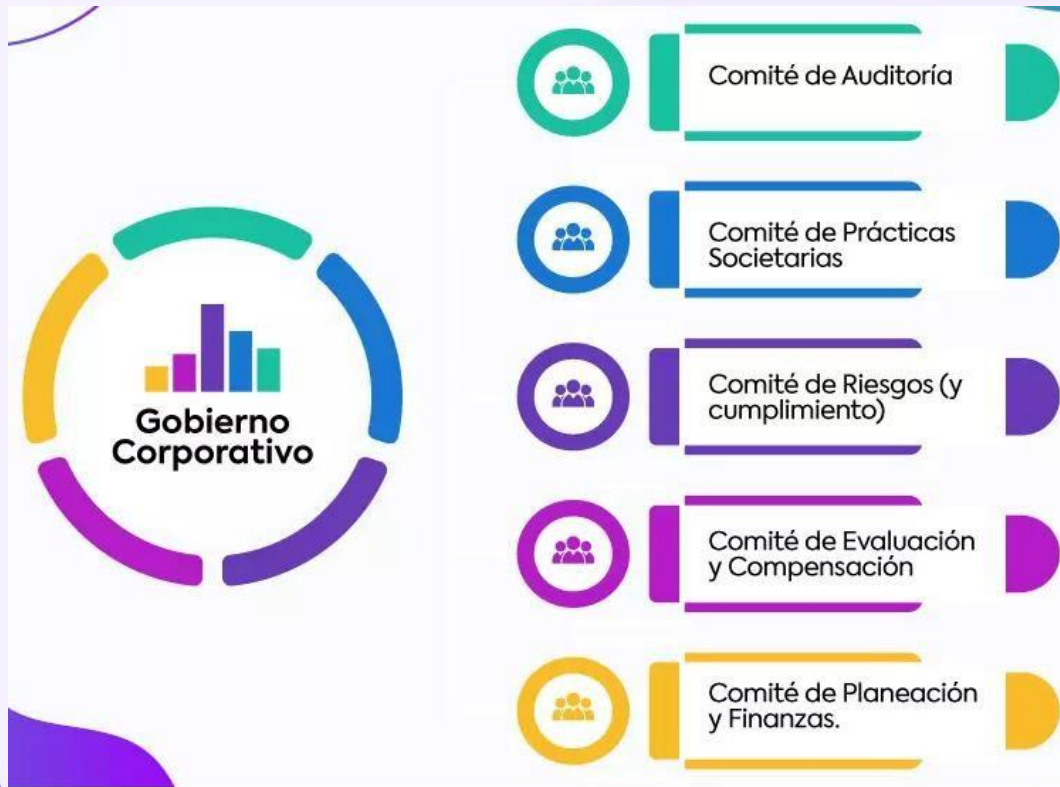 Gobierno
Corporativo
Comité de Auditoría
Comité de Prácticas
Societarias
Comité de Riesgos (y
cumplimiento)
Comité de Evaluación
y Compensación
Comité de Planeación
y Finanzas.